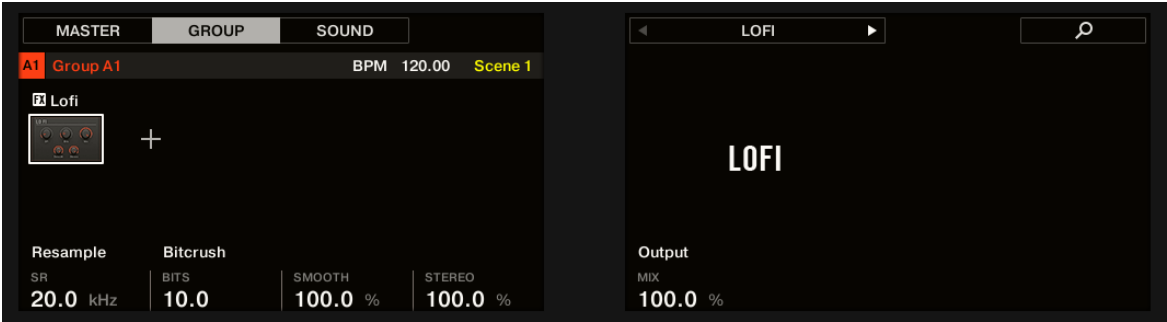 MASTER GROUP SOUND
A1 Group A1 BPM 120.00 Scene 1
FX Lofi
Resample Bitcrush
SR BITS SMOOTH STEREO
20.0 kHz 10.0 100.0 % 100.0 %
LOFI
LOFI
Output
MIX
100.0 %